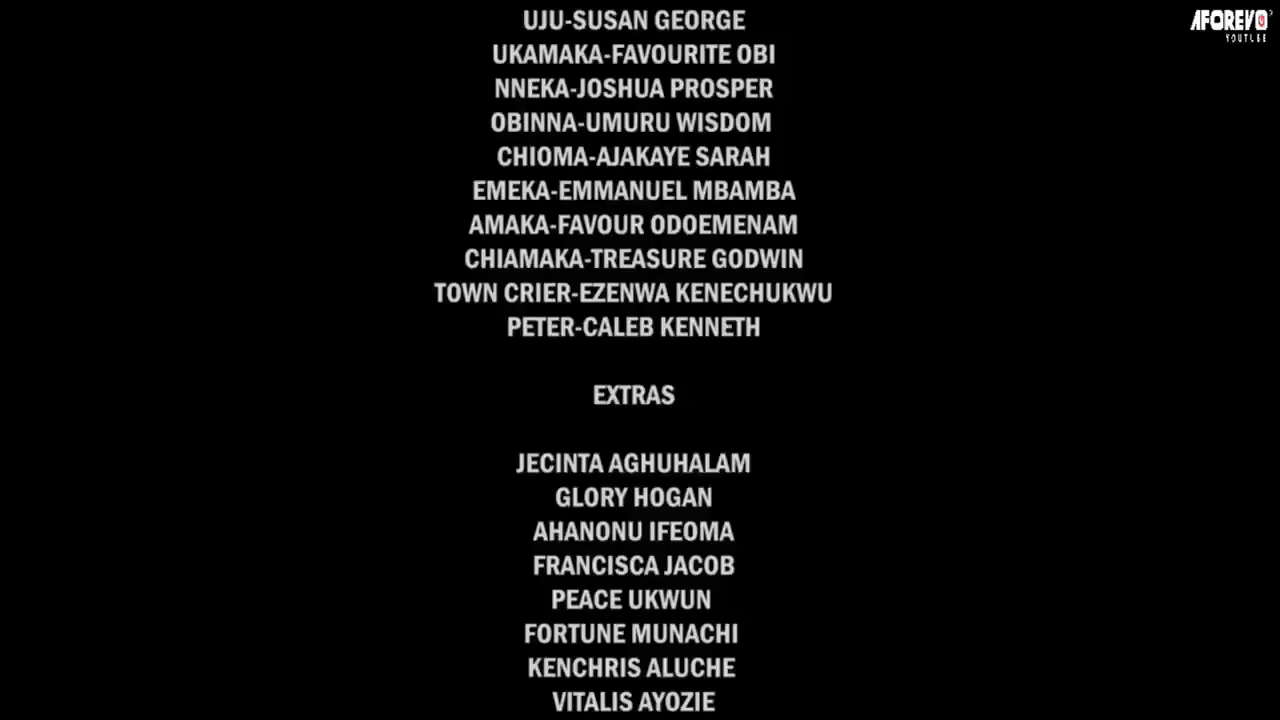 UJU-SUSAN GEORGE
UKAMAKA-FAVOURITE OBI
NNEKA-JOSHUA PROSPER
OBINNA-UMURU WISDOM
CHIOMA-AJAKAYE SARAH
EMEKA-EMMANUEL MBAMBA
AMAKA-FAVOUR ODOEMENAM
CHIAMAKA-TREASURE GODWIN
TOWN CRIER-EZENWA KENECHUKWU
PETER-CALEB KENNETH
EXTRAS
JECINTA AGHUHALAM
GLORY HOGAN
AHANONU IFEOMA
FRANCISCA JACOB
PEACE UKWUN
FORTUNE MUNACHI
KENCHRIS ALUCHE
VITALIS AYOZIE
AFOREVO
YOUTUBE